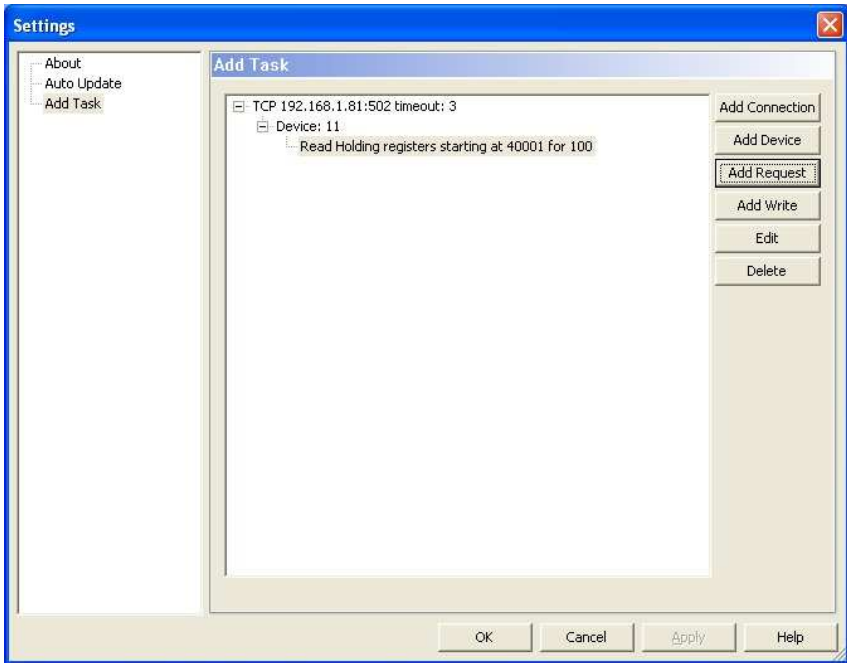 Settings
About
Auto Update
Add Task
Add Task
TCP 192.168.1.81:502 timeout: 3
Device: 11
Read Holding registers starting at 40001 for 100
Add Connection
Add Device
Add Request
Add Write
Edit
Delete
OK
Cancel
Apply
Help